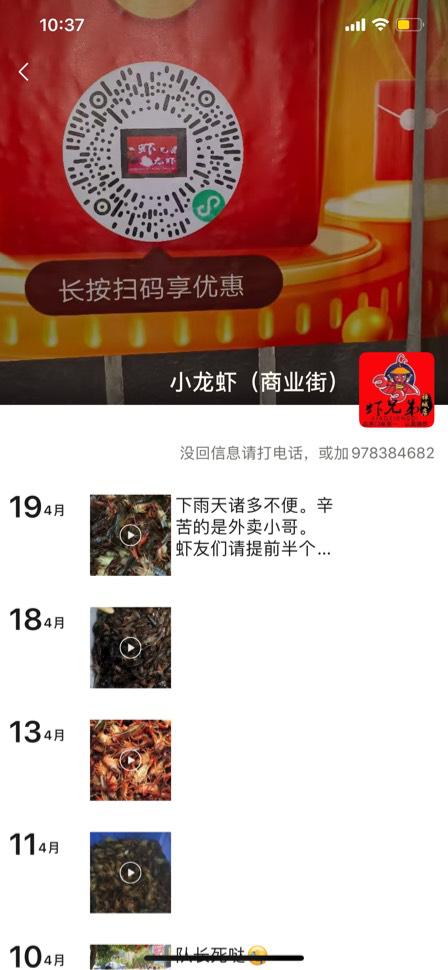 10:37
长按扫码享优惠
小龙虾（商业街）
虾兄弟
没回信息请打电话，或加978384682
19 4月
下雨天诸多不便。辛
苦的是外卖小哥。
虾友们请提前半个...
18 4月
13 4月
11 4月
10 4月
队长死哒